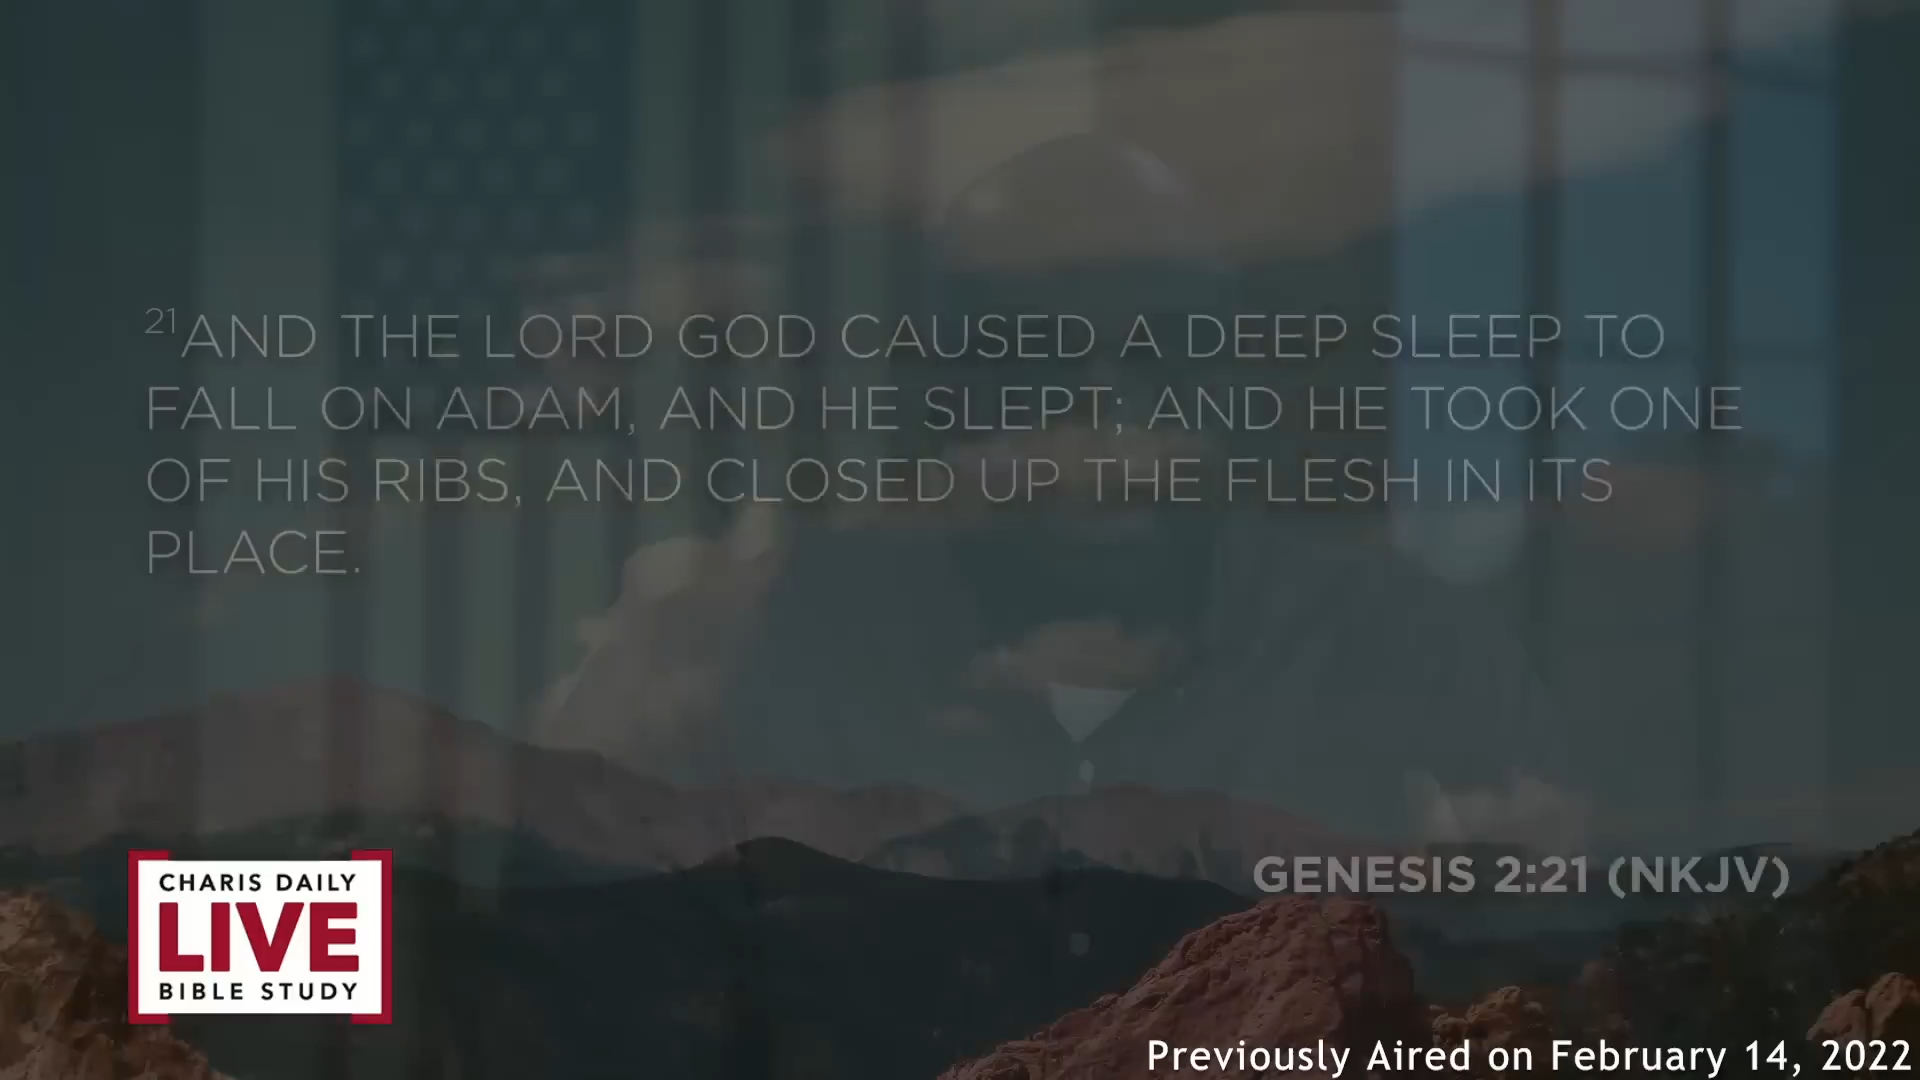 21 AND THE LORD GOD CAUSED A DEEP SLEEP TO
FALL ON ADAM, AND HE SLEPT; AND HE TOOK ONE
OF HIS RIBS, AND CLOSED UP THE FLESH IN ITS
PLACE.
GENESIS 2:21 (NKJV)
CHARIS DAILY
LIVE
BIBLE STUDY
Previously Aired on February 14, 2022